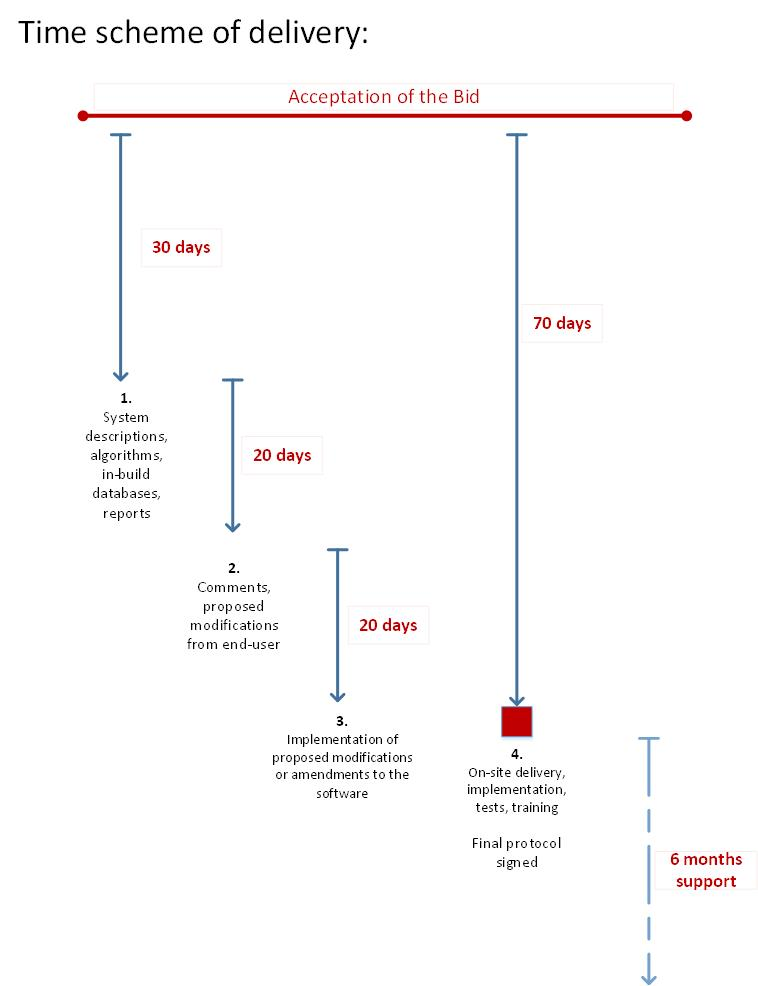 Time scheme of delivery:
Acceptation of the Bid
30 days
70 days
1.
System
descriptions,
algorithms,
in-build
databases,
reports
20 days
2.
Comments,
proposed
modifications
from end-user
20 days
3.
Implementation of
proposed modifications
or amendments to the
software
4.
On-site delivery,
implementation,
tests, training
Final protocol
signed
6 months
support